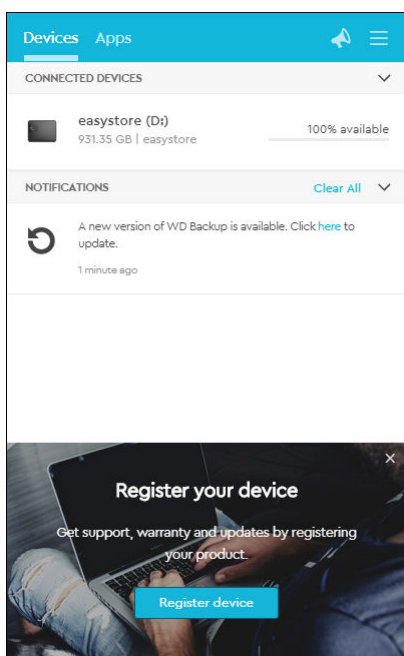 Devices Apps
CONNECTED DEVICES
easystore (D:)
931.35 GB | easystore
100% available
NOTIFICATIONS
Clear All
A new version of WD Backup is available. Click here to
update.
1 minute ago
Register your device
Get support, warranty and updates by registering
your product.
Register device